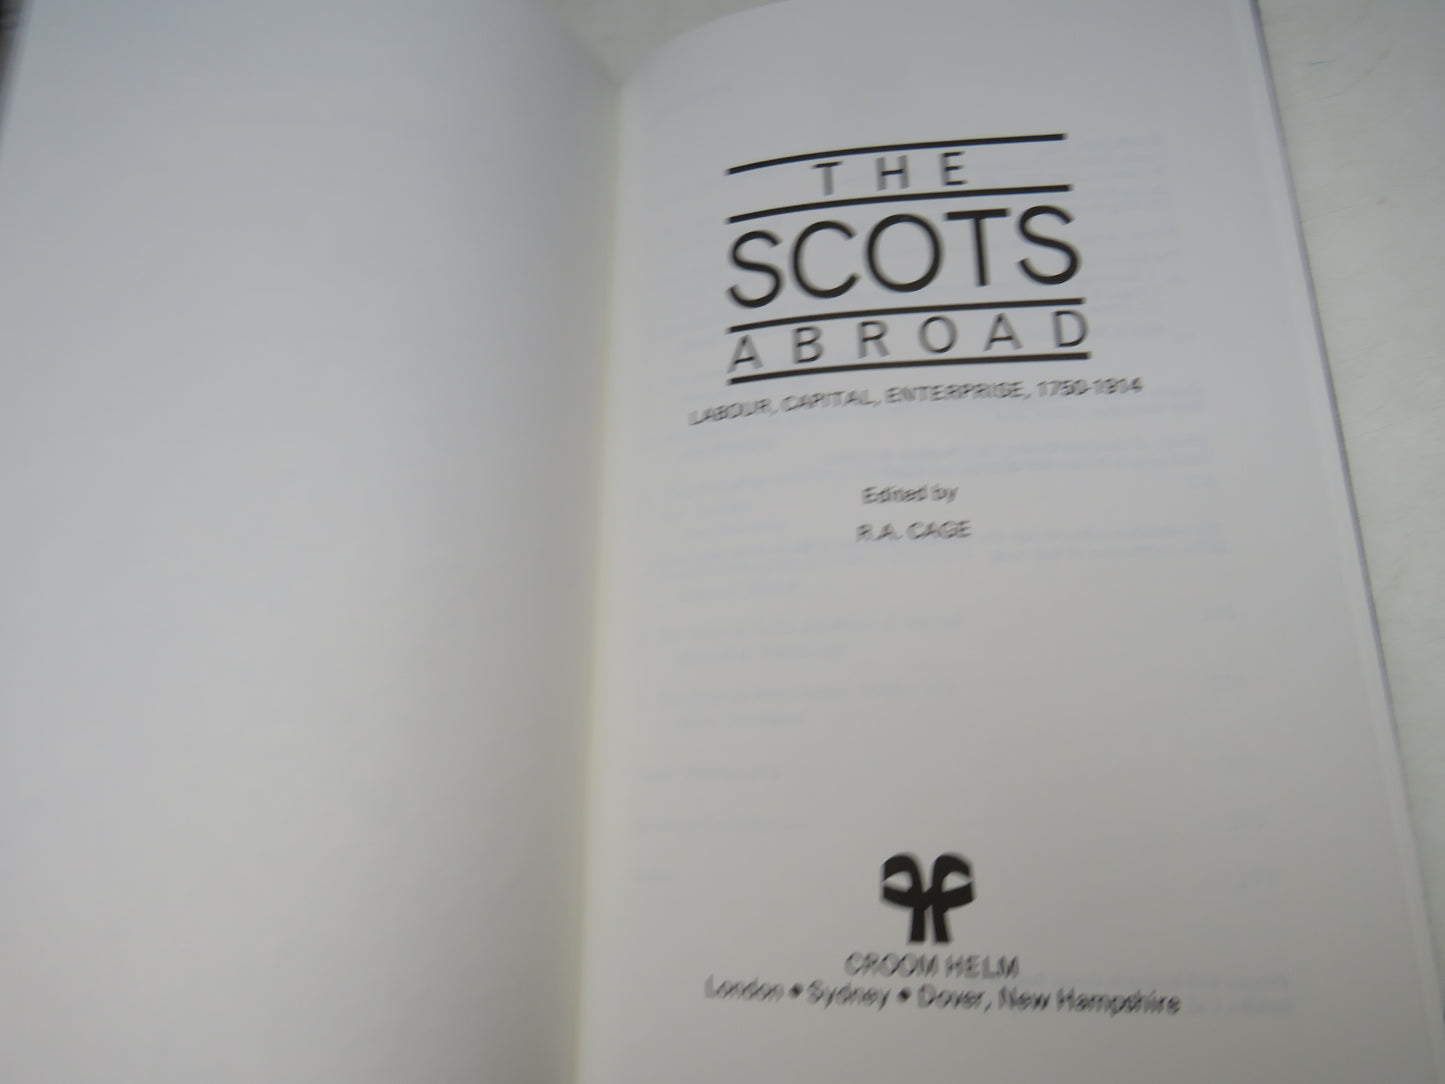 THE
SCOTS
ABROAD
LABOUR, CAPITAL, ENTERPRISE, 1750-1914
Edited by
R.A. CAGE
CROOM HELM
London • Sydney • Dover, New Hampshire